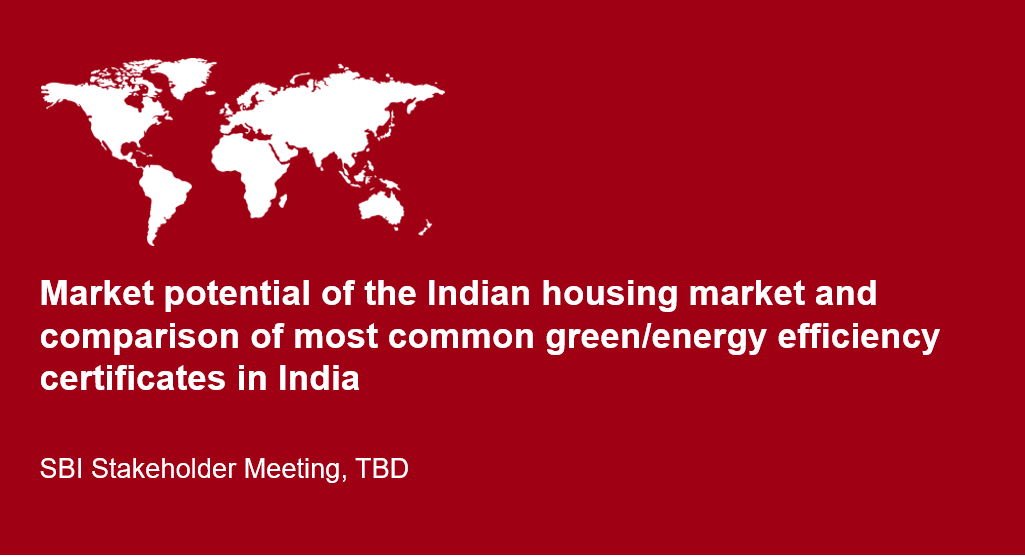 Market potential of the Indian housing market and
comparison of most common green/energy efficiency
certificates in India
SBI Stakeholder Meeting, TBD